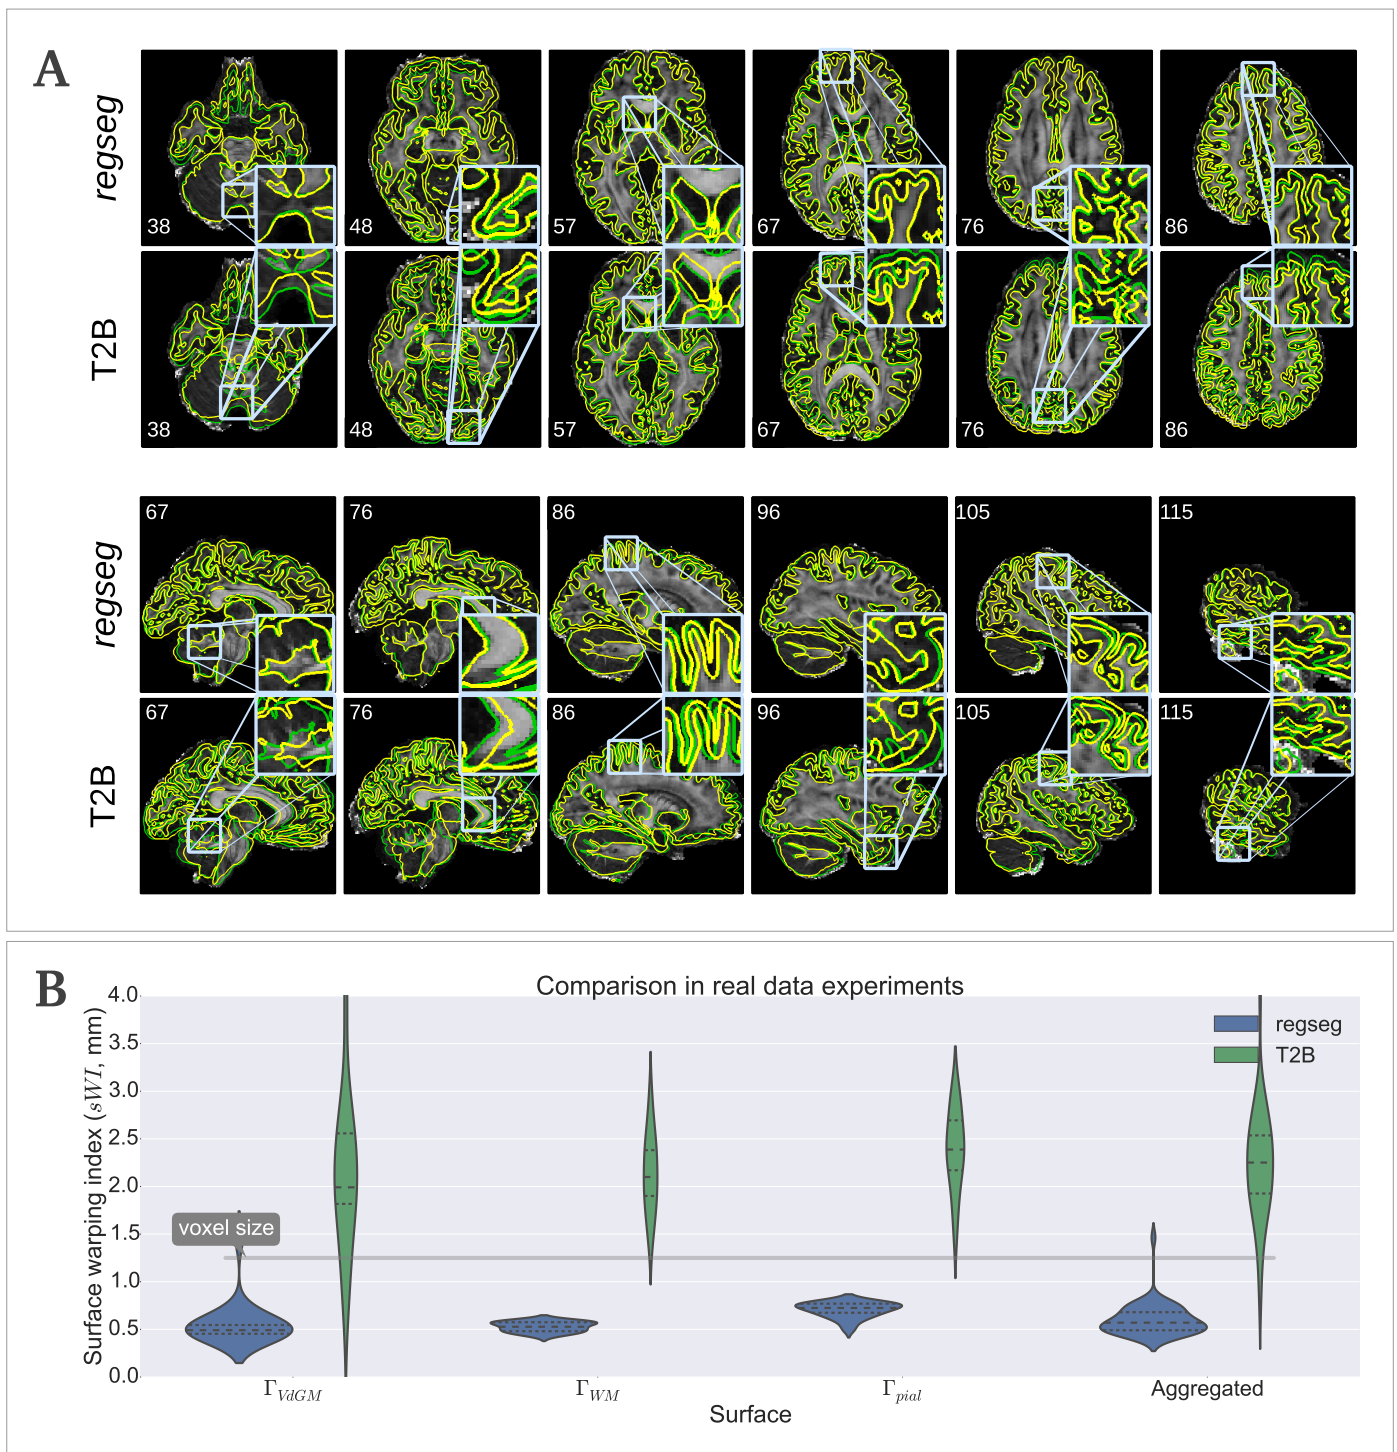 A
regseg
38 48 57 67 76 86
T2B
38 48 57 67 76 86
regseg
67 76 86 96 105 115
T2B
67 76 86 96 105 115
B
Comparison in real data experiments
Surface warping index (sWI, mm)
4.0
3.5
3.0
2.5
2.0
1.5
1.0
0.5
0.0
regseg
T2B
voxel size
Γ_VdGM Γ_WM Γ_pial Aggregated
Surface